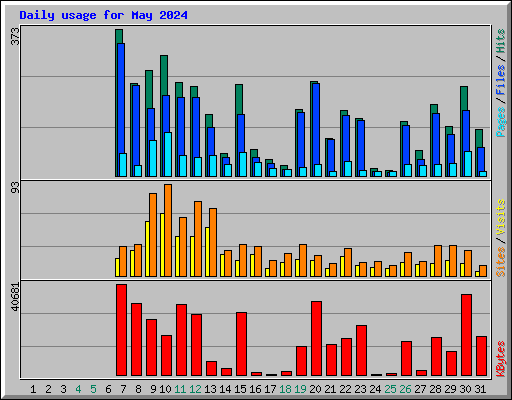 Daily usage for May 2024
373
Pages / Files / Hits
93
Sites / Visits
40681
KBytes
1 2 3 4 5 6 7 8 9 10 11 12 13 14 15 16 17 18 19 20 21 22 23 24 25 26 27 28 29 30 31